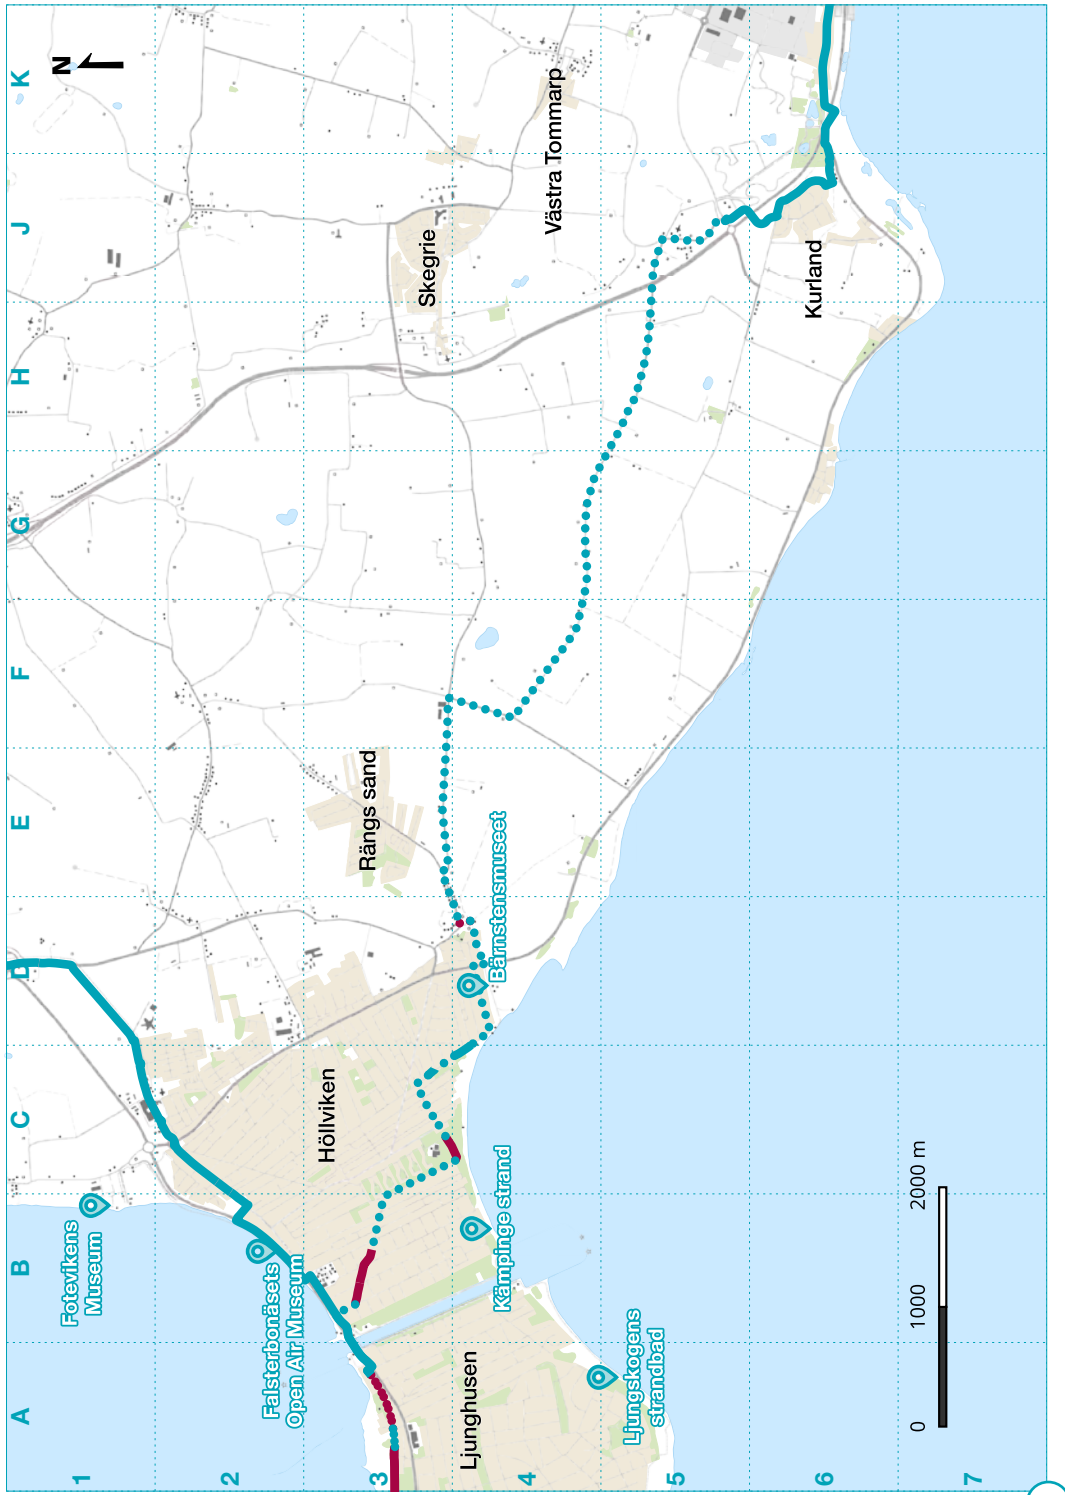 A
B
C
D
E
F
G
H
J
K
1
2
3
4
5
6
7
N
Fotevikens
Museum
Falsterbonäsets
Open Air Museum
Höllviken
Rängs sand
Skegrie
Västra Tommarp
Bärnstensmuseet
Kämpinge strand
Ljunghusen
Ljungskogens
strandbad
Kurland
0
1000
2000 m